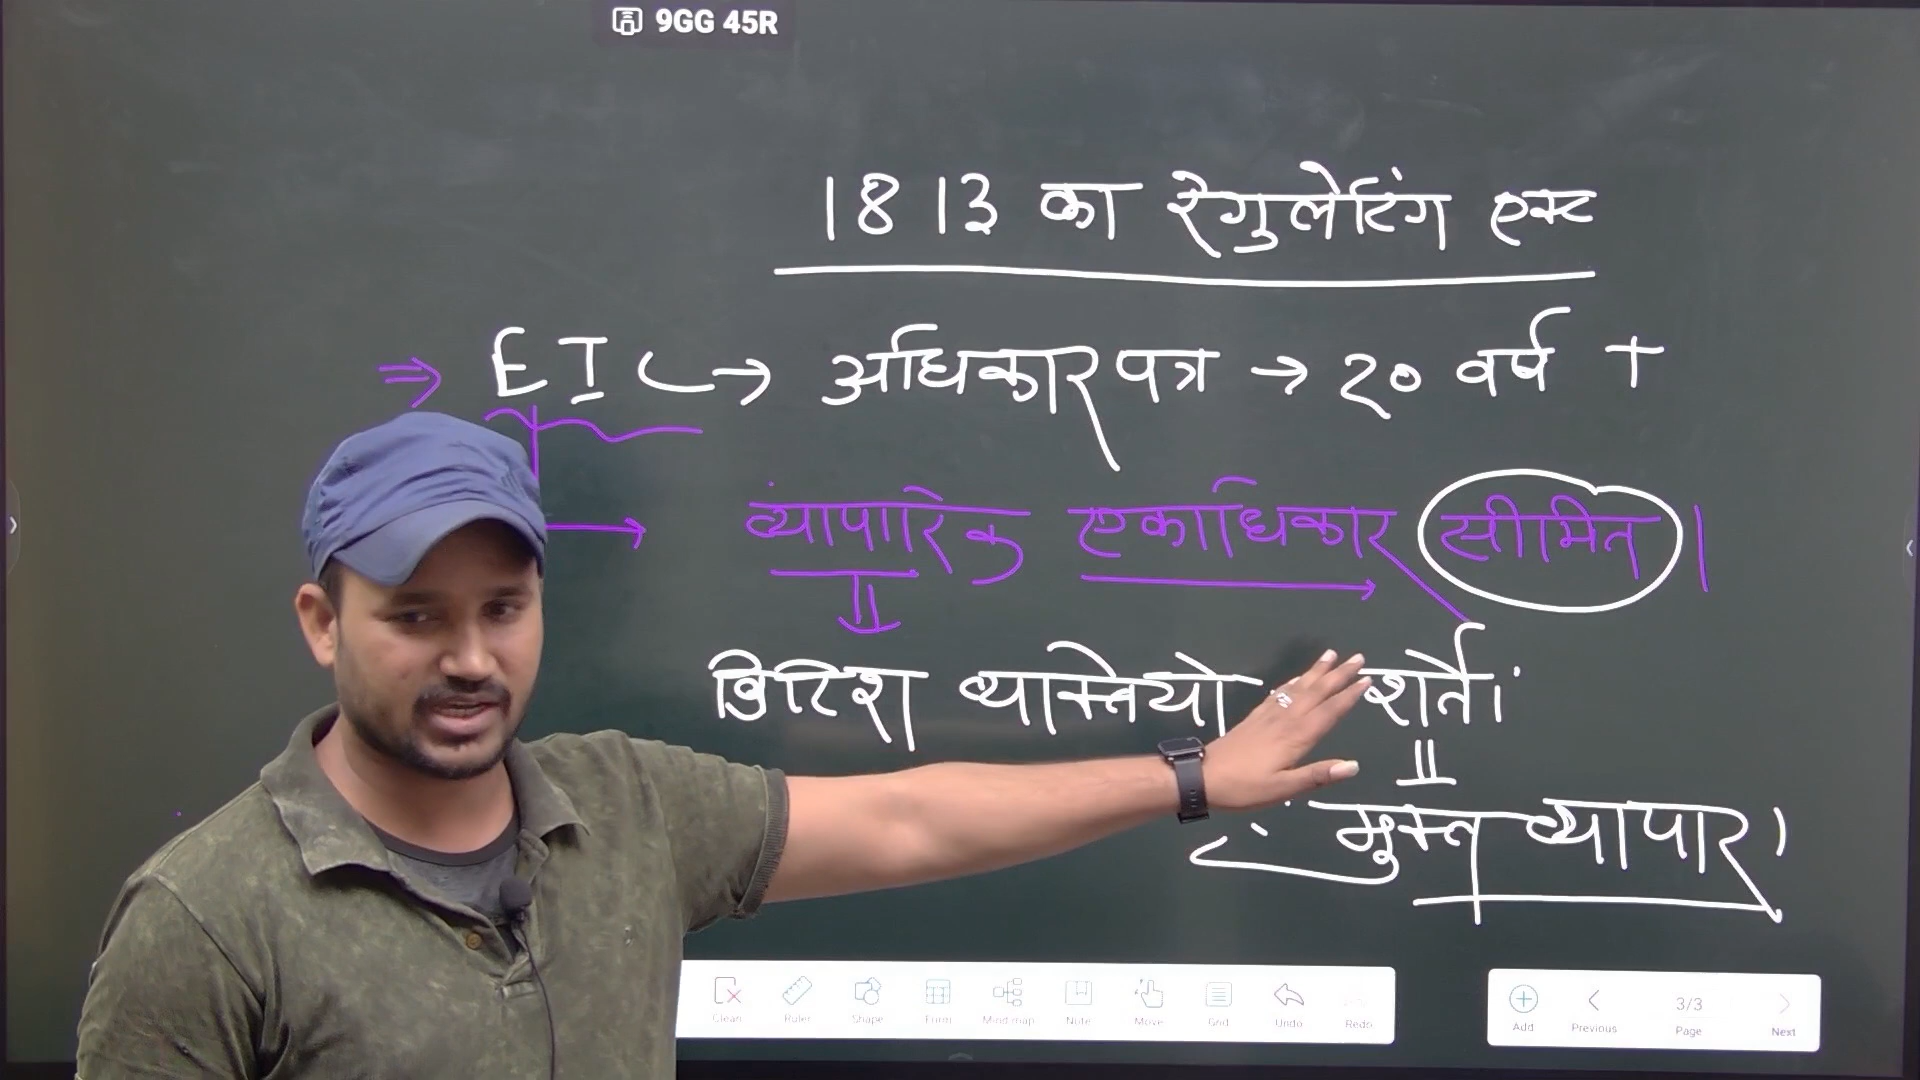 9GG 45R
1813 का रेगुलेटिंग एक्ट
⇒ EIC → अधिकार पत्र → 20 वर्ष +
→ व्यापारिक एकाधिकार सीमित |
ब्रिटिश व्यक्तियो शर्ते।
मुक्त व्यापार।
Clean Ruler Shape Form Mind map Note Move Grid Undo Redo
Add Previous 3/3 Page Next